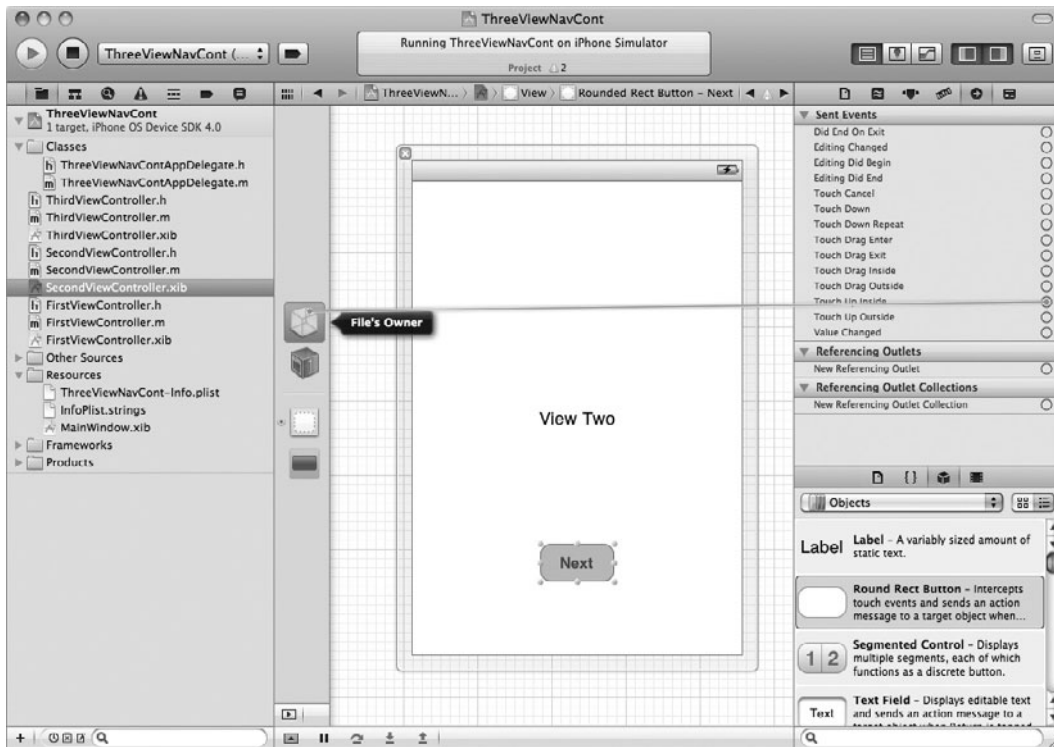 ThreeViewNavCont
ThreeViewNavCont (...
Running ThreeViewNavCont on iPhone Simulator
Project 2
ThreeViewN...
View
Rounded Rect Button - Next
ThreeViewNavCont
1 target, iPhone OS Device SDK 4.0
Classes
h ThreeViewNavContAppDelegate.h
m ThreeViewNavContAppDelegate.m
h ThirdViewController.h
m ThirdViewController.m
ThirdViewController.xib
h SecondViewController.h
m SecondViewController.m
SecondViewController.xib
h FirstViewController.h
m FirstViewController.m
FirstViewController.xib
Other Sources
Resources
ThreeViewNavCont-Info.plist
InfoPlist.strings
MainWindow.xib
Frameworks
Products
File's Owner
View Two
Next
Sent Events
Did End On Exit
Editing Changed
Editing Did Begin
Editing Did End
Touch Cancel
Touch Down
Touch Down Repeat
Touch Drag Enter
Touch Drag Exit
Touch Drag Inside
Touch Drag Outside
Touch Up Inside
Touch Up Outside
Value Changed
Referencing Outlets
New Referencing Outlet
Referencing Outlet Collections
New Referencing Outlet Collection
{}
Objects
Label
Label - A variably sized amount of
static text.
Round Rect Button - Intercepts
touch events and sends an action
message to a target object when...
1 2
Segmented Control - Displays
multiple segments, each of which
functions as a discrete button.
Text
Text Field - Displays editable text
and sends an action message to a
target object when Return is tapped